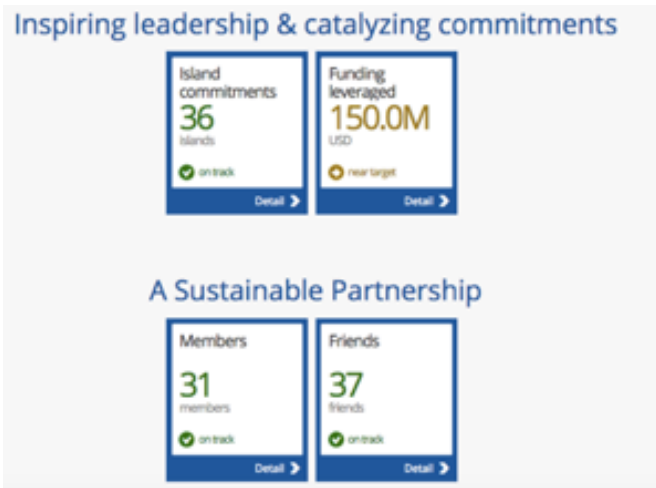 Inspiring leadership & catalyzing commitments
Island
commitments
36
Islands
on track
Detail
Funding
leveraged
150.0M
USD
near target
Detail
A Sustainable Partnership
Members
31
members
on track
Detail
Friends
37
friends
on track
Detail